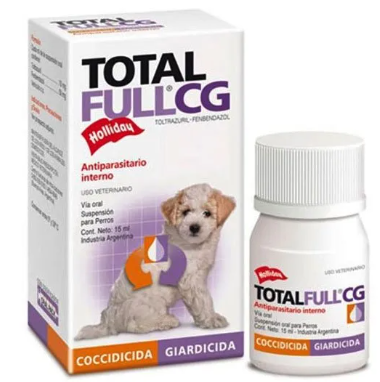 TOTAL
FULL®CG
TOLTRAZURIL-FENBENDAZOL
Holliday
Antiparasitario
interno
USO VETERINARIO
Vía oral
Suspensión
para Perros
Cont. Neto: 15 ml
Industria Argentina
COCCIDICIDA GIARDICIDA
Holliday
USO VETERINARIO
TOTALFULL®CG
Antiparasitario interno
Vía oral
Suspensión oral para Perros
Cont. Neto: 15 ml - Industria Argentina
COCCIDICIDA GIARDICIDA